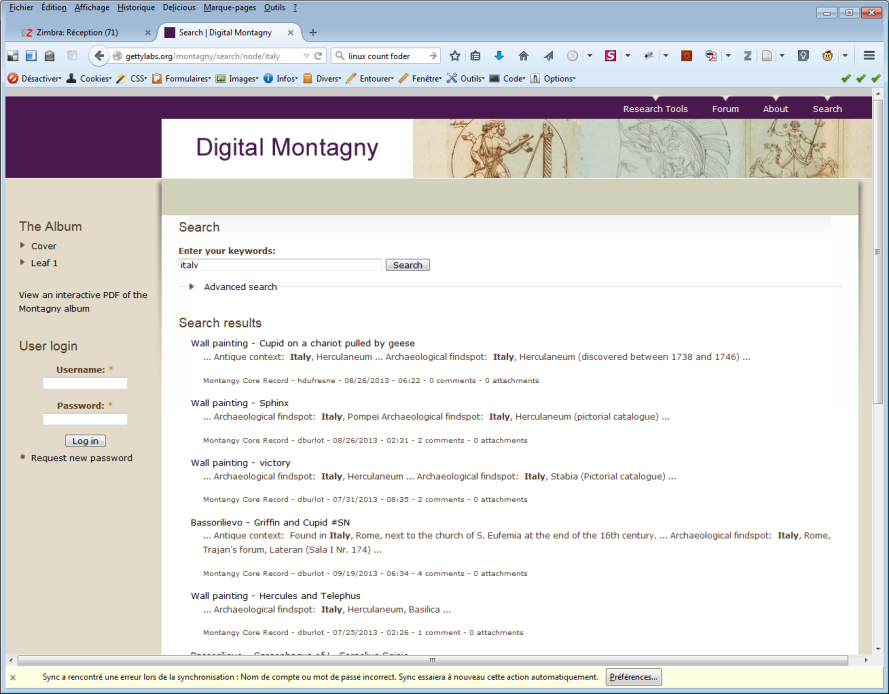 Fichier Édition Affichage Historique Delicious Marque-pages Outils ?
Zimbra: Réception (71) × Search | Digital Montagny × +
gettylabs.org/montagny/search/node/italy linux count foder
Désactiver Cookies CSS Formulaires Images Infos Divers Entourer Fenêtre Outils Code Options
Research Tools Forum About Search
Digital Montagny
The Album
Cover
Leaf 1
View an interactive PDF of the
Montagny album
User login
Username: *
Password: *
Log in
Request new password
Search
Enter your keywords:
italy Search
Advanced search
Search results
Wall painting - Cupid on a chariot pulled by geese
... Antique context: Italy, Herculaneum ... Archaeological findspot: Italy, Herculaneum (discovered between 1738 and 1746) ...
Montangy Core Record - hdufresne - 08/26/2013 - 06:22 - 0 comments - 0 attachments
Wall painting - Sphinx
... Archaeological findspot: Italy, Pompei Archaeological findspot: Italy, Herculaneum (pictorial catalogue) ...
Montangy Core Record - dburlot - 08/26/2013 - 02:31 - 2 comments - 0 attachments
Wall painting - victory
... Archaeological findspot: Italy, Herculaneum ... Archaeological findspot: Italy, Stabia (Pictorial catalogue) ...
Montangy Core Record - dburlot - 07/31/2013 - 08:35 - 2 comments - 0 attachments
Bassorilievo - Griffin and Cupid #SN
... Antique context: Found in Italy, Rome, next to the church of S. Eufemia at the end of the 16th century. ... Archaeological findspot: Italy, Rome,
Trajan's forum, Lateran (Sala I Nr. 174) ...
Montangy Core Record - dburlot - 09/19/2013 - 06:34 - 4 comments - 0 attachments
Wall painting - Hercules and Telephus
... Archaeological findspot: Italy, Herculaneum, Basilica ...
Montangy Core Record - dburlot - 07/25/2013 - 02:26 - 1 comment - 0 attachments
Sync a rencontré une erreur lors de la synchronisation : Nom de compte ou mot de passe incorrect. Sync essaiera à nouveau cette action automatiquement. Préférences...